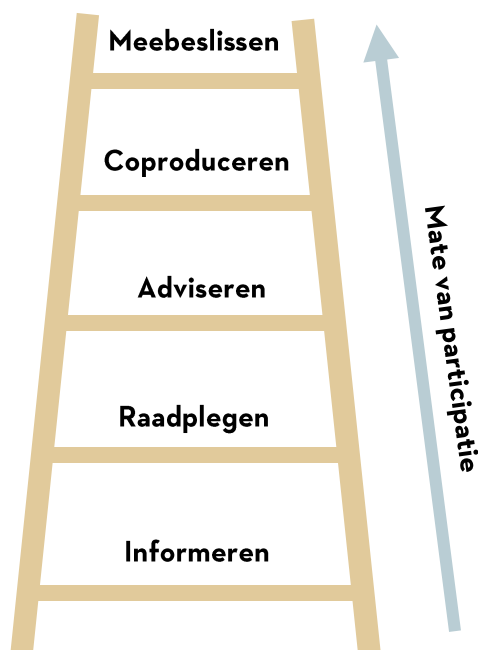 Meebeslissen
Coproduceren
Adviseren
Raadplegen
Informeren
Mate van participatie